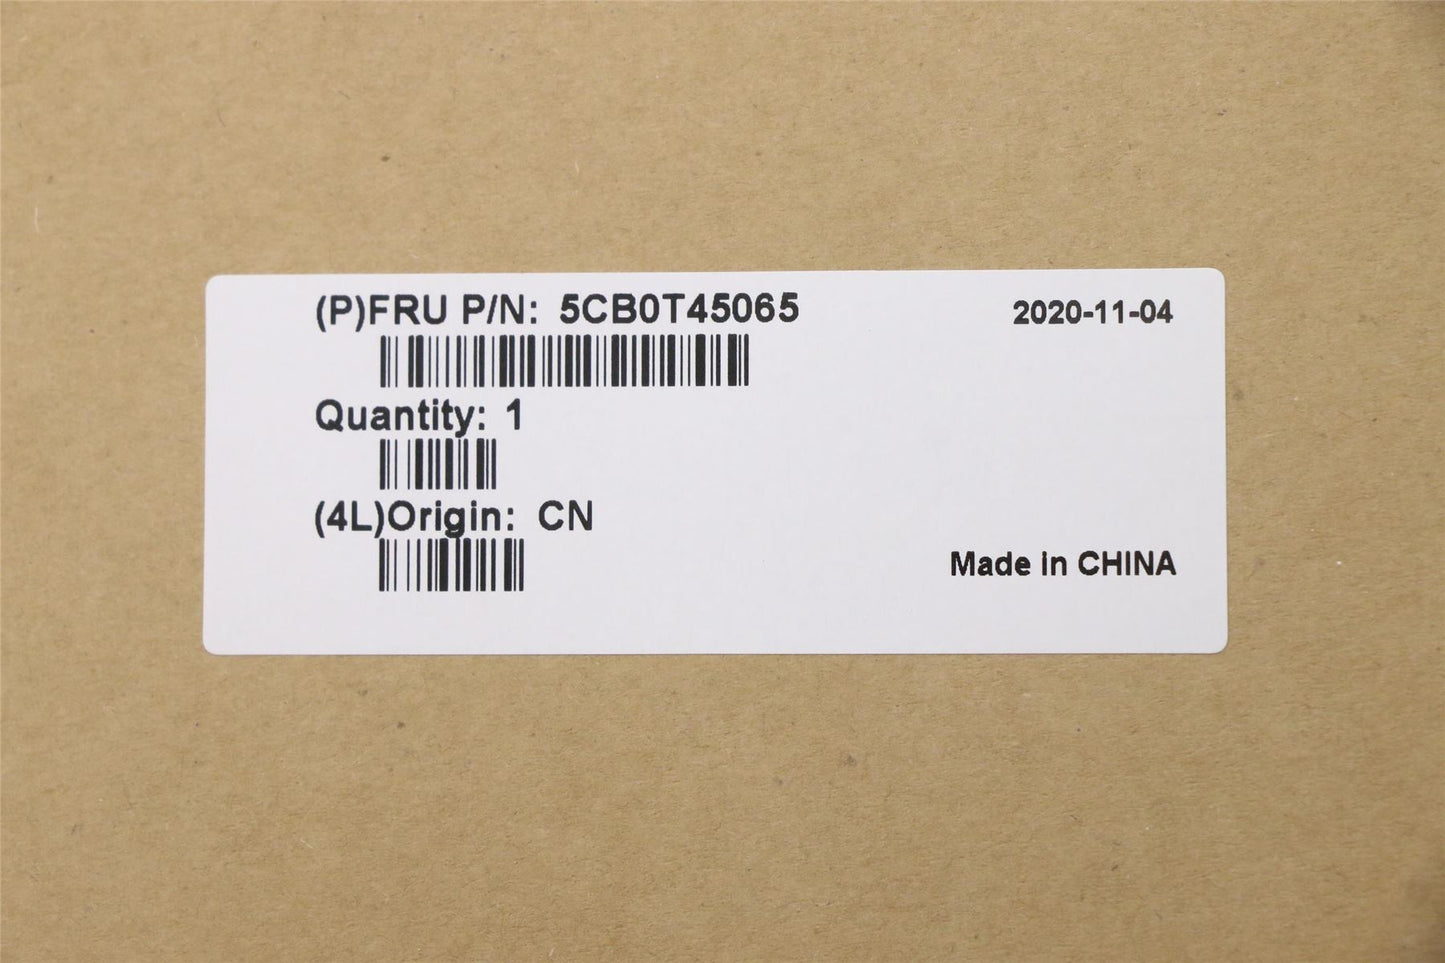 (P)FRU P/N: 5CB0T45065 2020-11-04
Quantity: 1
(4L)Origin: CN
Made in CHINA